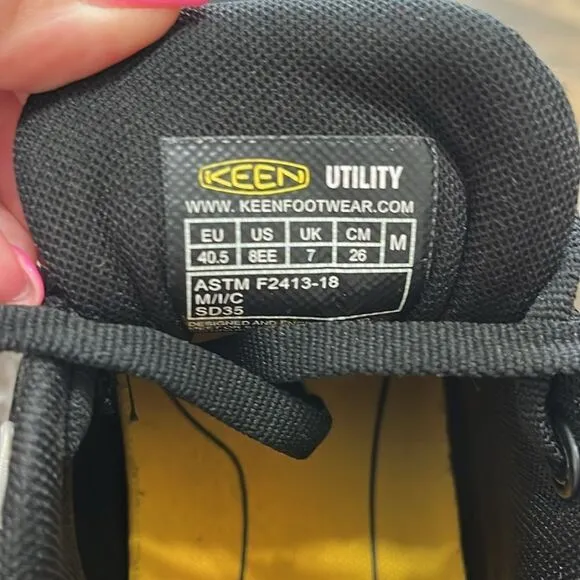 KEEN UTILITY
WWW. KEENFOOTWEAR.COM
EU US UK CM M
40.5 8EE 7 26
ASTM F2413-18
M/I/C
SD35
DESIGNED AND